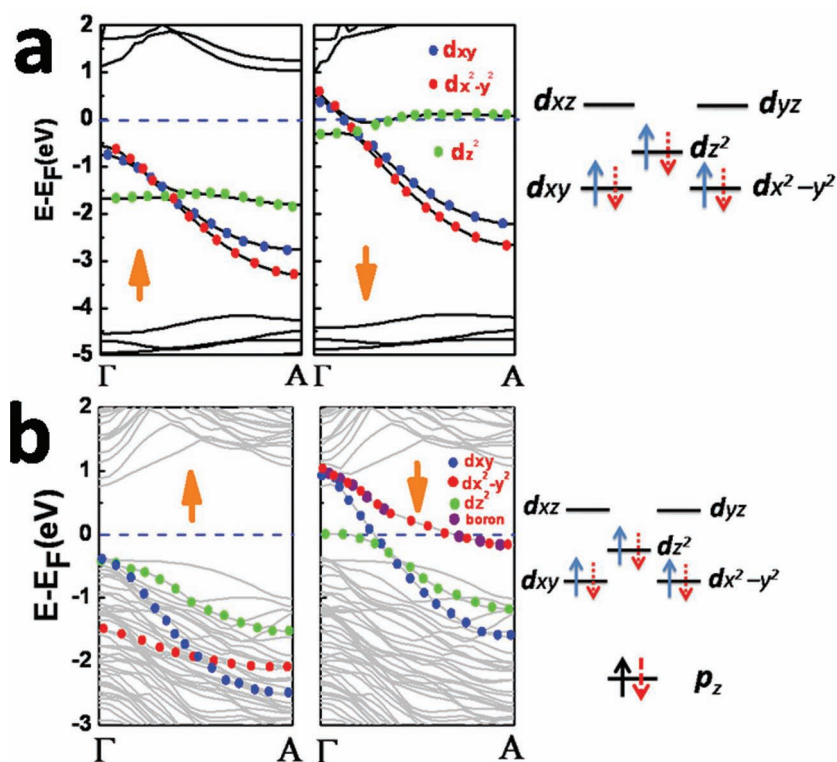 a
E-E_F(eV)
2
1
0
-1
-2
-3
-4
-5
Γ
A
Γ
A
dxy
dx²-y²
dz²
dxz
dyz
dz²
dxy
dx²-y²
b
E-E_F(eV)
2
1
0
-1
-2
-3
Γ
A
Γ
A
dxy
dx²-y²
dz²
boron
dxz
dyz
dz²
dxy
dx²-y²
p_z